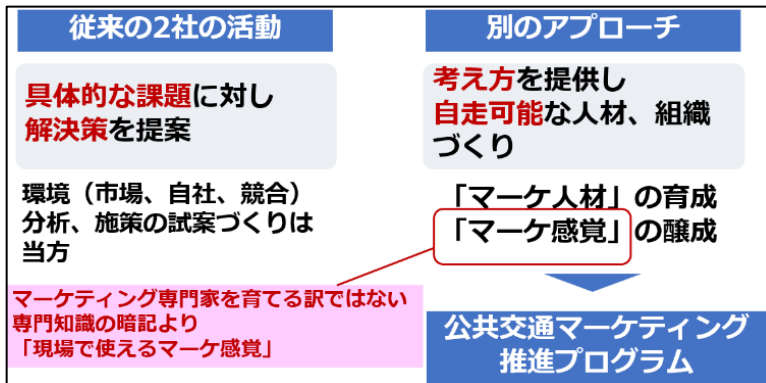 従来の2社の活動
具体的な課題に対し
解決策を提案
環境（市場、自社、競合）
分析、施策の試案づくりは
当方
別のアプローチ
考え方を提供し
自走可能な人材、組織
づくり
「マーケ人材」の育成
「マーケ感覚」の醸成
マーケティング専門家を育てる訳ではない
専門知識の暗記より
「現場で使えるマーケ感覚」
公共交通マーケティング
推進プログラム